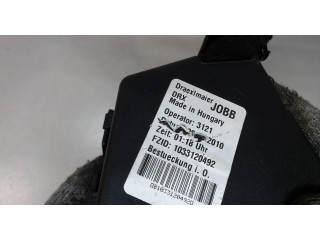 Draexlmaier
DRX JOBB
Made in Hungary
Operator: 3121
2010
Zeit: 01:18 Uhr
FZID: 1033120492
Bestueckung i. O.